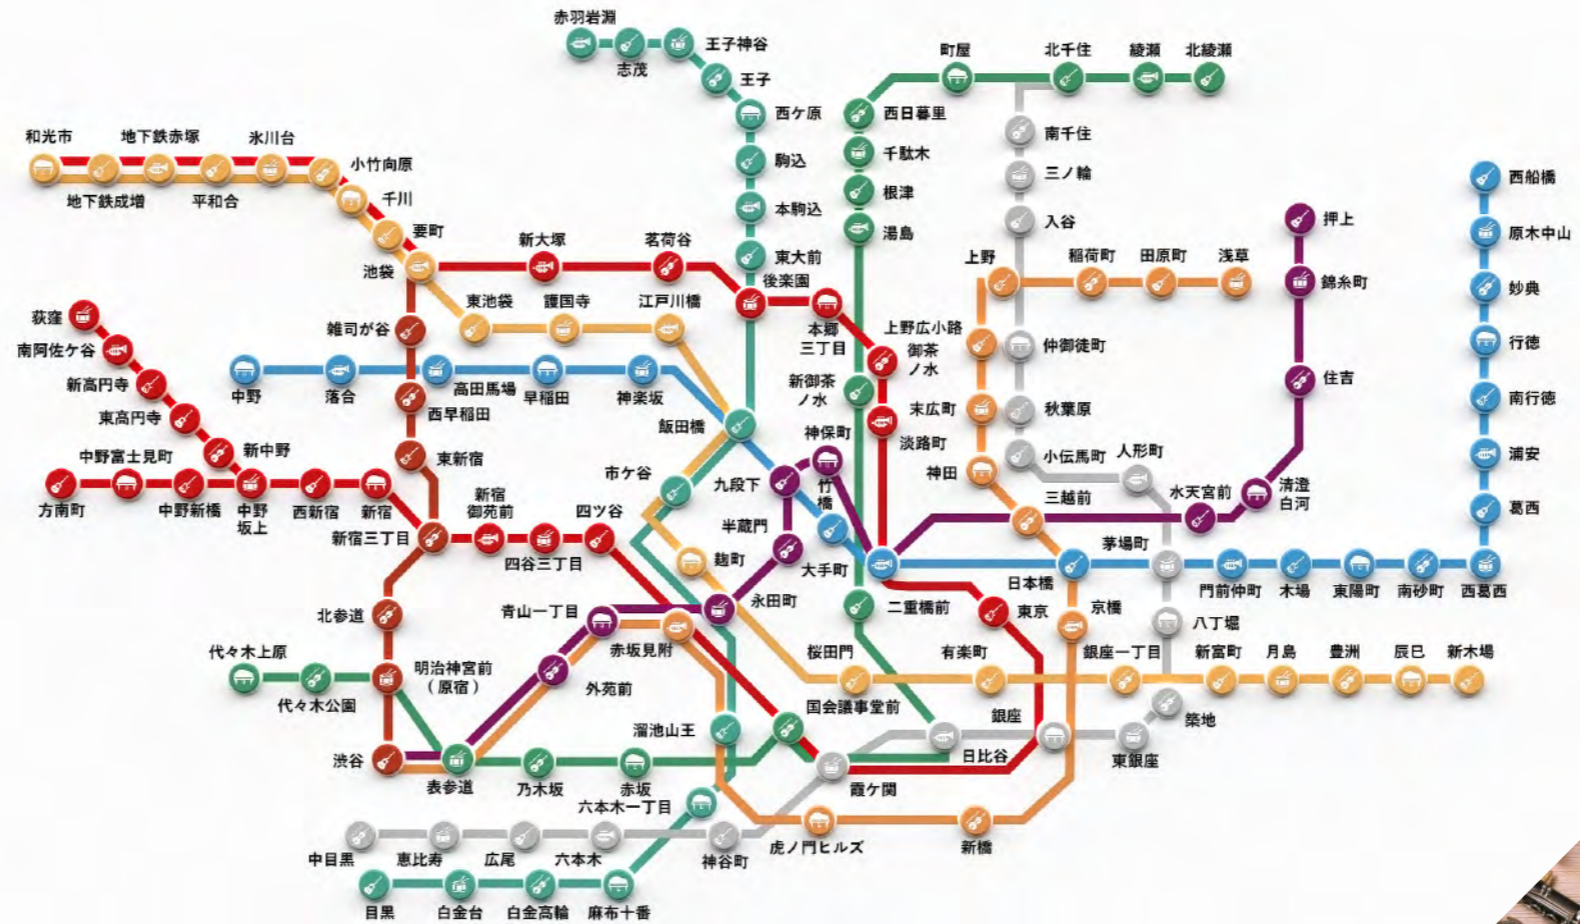 赤羽岩淵
志茂
王子神谷
王子
西ケ原
駒込
本駒込
東大前
後楽園
町屋
北千住
綾瀬
北綾瀬
西日暮里
千駄木
根津
湯島
南千住
三ノ輪
入谷
和光市
地下鉄赤塚
氷川台
小竹向原
地下鉄成増
平和台
千川
要町
池袋
新大塚
茗荷谷
東池袋
護国寺
江戸川橋
本郷
三丁目
上野
稲荷町
田原町
浅草
押上
錦糸町
住吉
西船橋
原木中山
妙典
行徳
南行徳
浦安
葛西
荻窪
南阿佐ケ谷
新高円寺
東高円寺
新中野
雑司が谷
西早稲田
東新宿
中野
落合
高田馬場
早稲田
神楽坂
飯田橋
上野広小路
御茶
ノ水
新御茶
ノ水
末広町
淡路町
神田
仲御徒町
秋葉原
小伝馬町
人形町
中野富士見町
方南町
中野新橋
中野
坂上
西新宿
新宿
新宿三丁目
新宿
御苑前
四谷三丁目
四ツ谷
市ケ谷
麹町
九段下
神保町
竹
橋
半蔵門
大手町
三越前
水天宮前
清澄
白河
日本橋
茅場町
門前仲町
木場
東陽町
南砂町
西葛西
北参道
青山一丁目
永田町
赤坂見附
外苑前
二重橋前
東京
京橋
八丁堀
代々木上原
代々木公園
明治神宮前
（原宿）
桜田門
有楽町
銀座一丁目
新富町
月島
豊洲
辰巳
新木場
渋谷
表参道
乃木坂
赤坂
溜池山王
国会議事堂前
銀座
日比谷
東銀座
築地
霞ケ関
六本木一丁目
中目黒
恵比寿
広尾
六本木
神谷町
虎ノ門ヒルズ
新橋
目黒
白金台
白金高輪
麻布十番